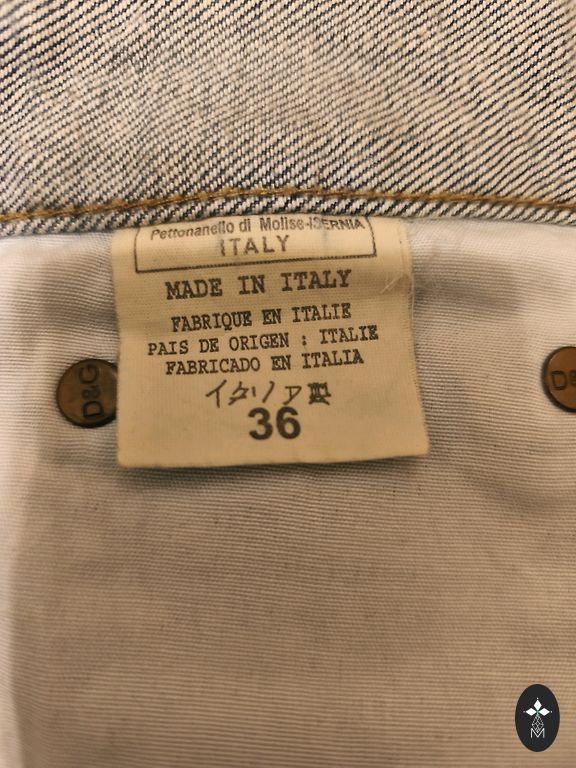 Pettoranello di Molise-ISERNIA
ITALY
MADE IN ITALY
FABRIQUE EN ITALIE
PAIS DE ORIGEN : ITALIE
FABRICADO EN ITALIA
イタリア製
36
D&G
D&